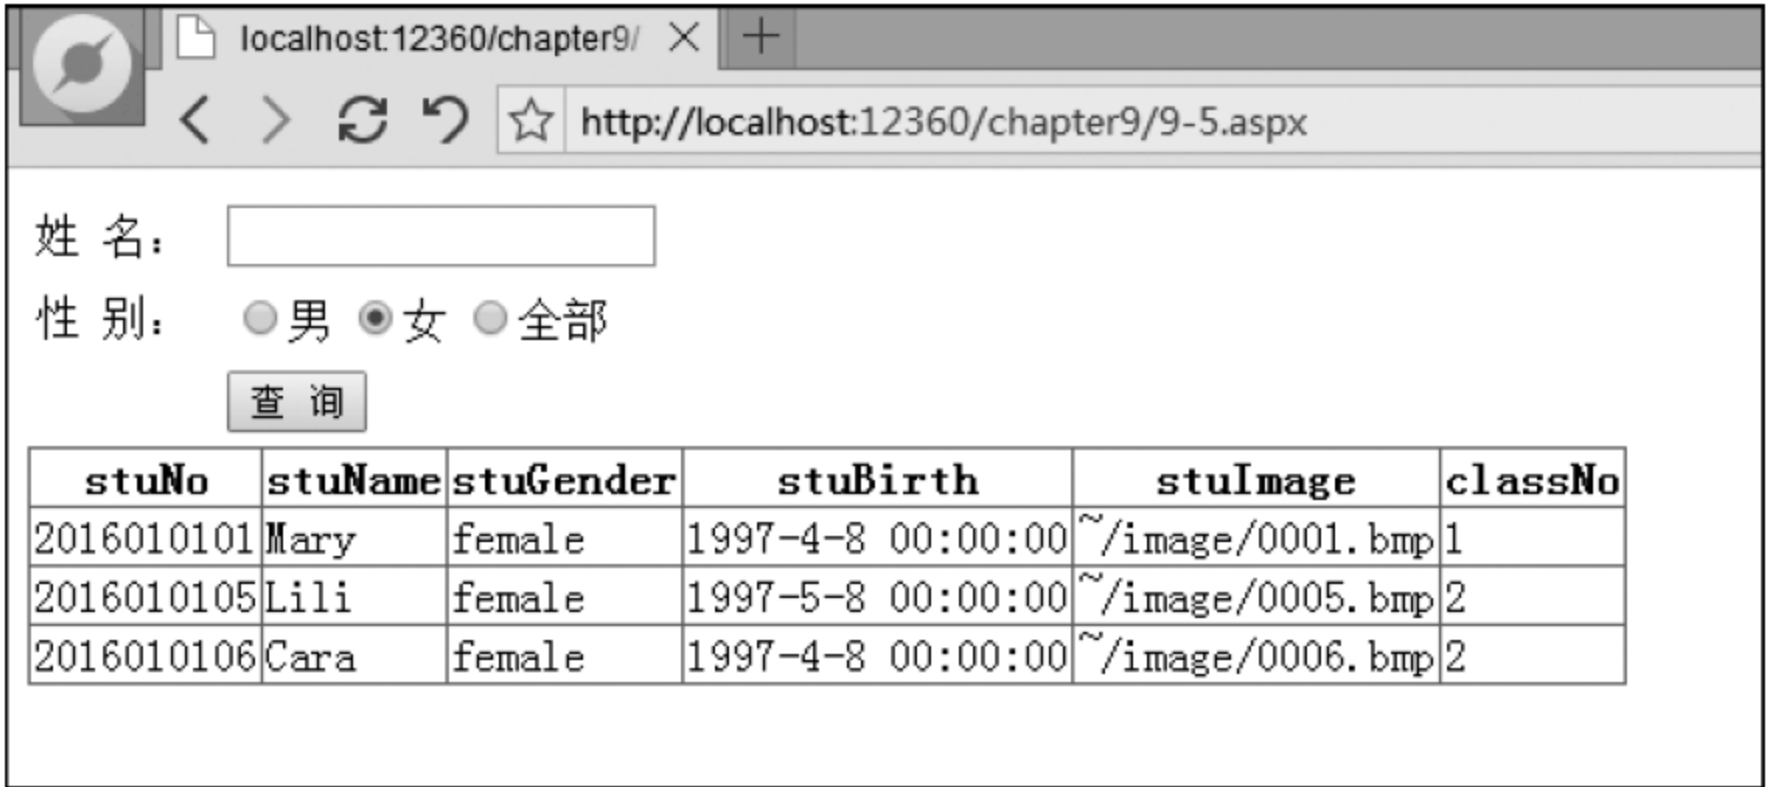 localhost:12360/chapter9/
http://localhost:12360/chapter9/9-5.aspx
姓 名：
性 别： 男 女 全部
查 询
stuNo stuName stuGender stuBirth stuImage classNo
2016010101 Mary female 1997-4-8 00:00:00 ~/image/0001.bmp 1
2016010105 Lili female 1997-5-8 00:00:00 ~/image/0005.bmp 2
2016010106 Cara female 1997-4-8 00:00:00 ~/image/0006.bmp 2